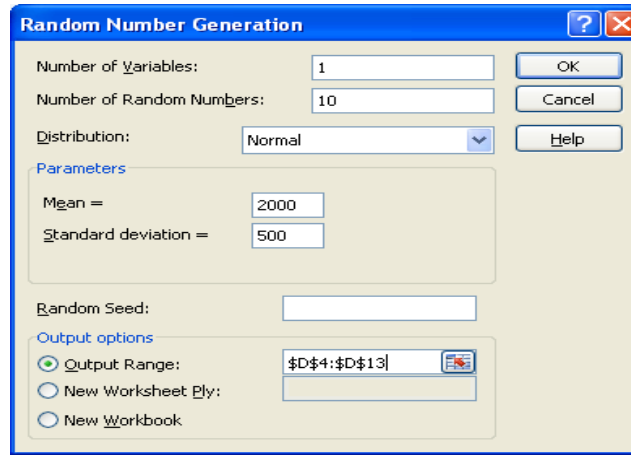 Random Number Generation
Number of Variables: 1 OK
Number of Random Numbers: 10 Cancel
Distribution: Normal Help
Parameters
Mean = 2000
Standard deviation = 500
Random Seed:
Output options
Output Range: $D$4:$D$13
New Worksheet Ply:
New Workbook